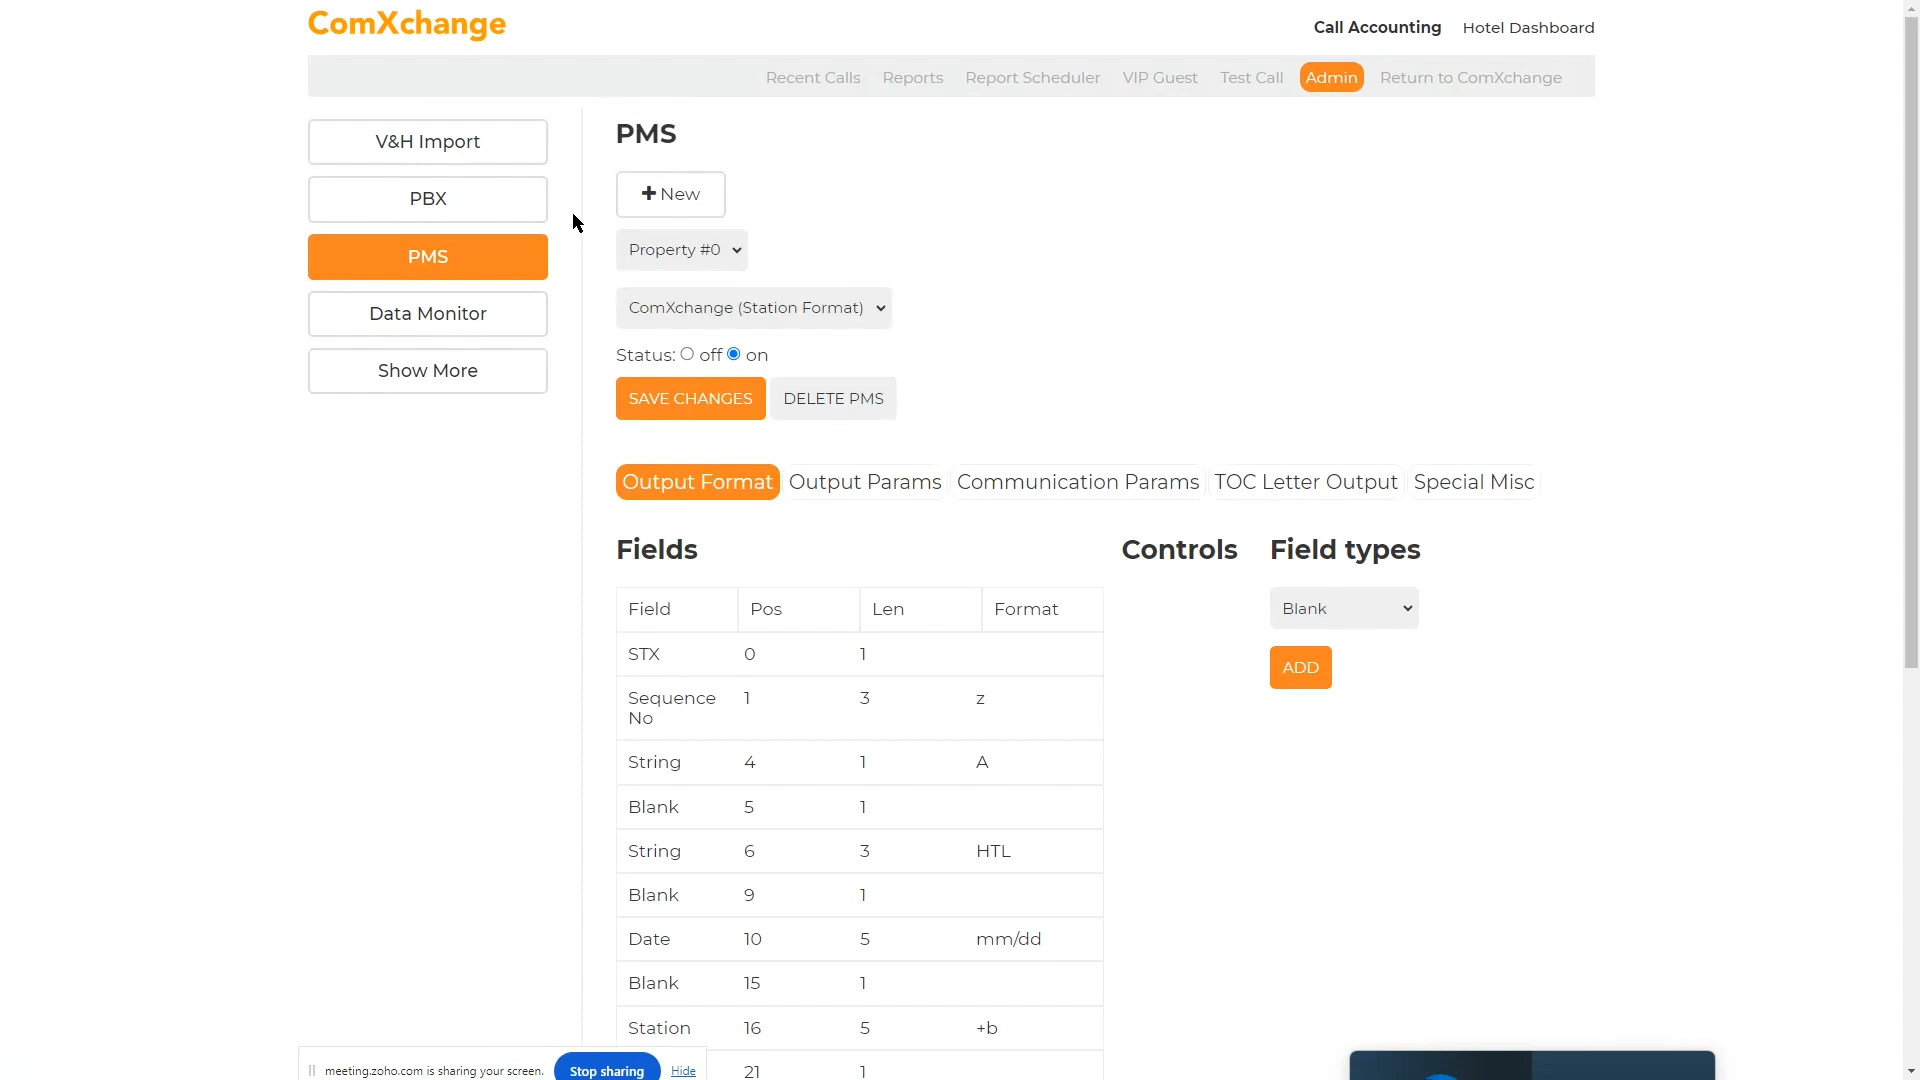 ComXchange
Call Accounting Hotel Dashboard
Recent Calls Reports Report Scheduler VIP Guest Test Call Admin Return to ComXchange
V&H Import
PBX
PMS
Data Monitor
Show More
PMS
+ New
Property #0
ComXchange (Station Format)
Status: off on
SAVE CHANGES DELETE PMS
Output Format Output Params Communication Params TOC Letter Output Special Misc
Fields Controls Field types
Field Pos Len Format
Blank
STX 0 1
ADD
Sequence No 1 3 z
String 4 1 A
Blank 5 1
String 6 3 HTL
Blank 9 1
Date 10 5 mm/dd
Blank 15 1
Station 16 5 +b
21 1
meeting.zoho.com is sharing your screen. Stop sharing Hide